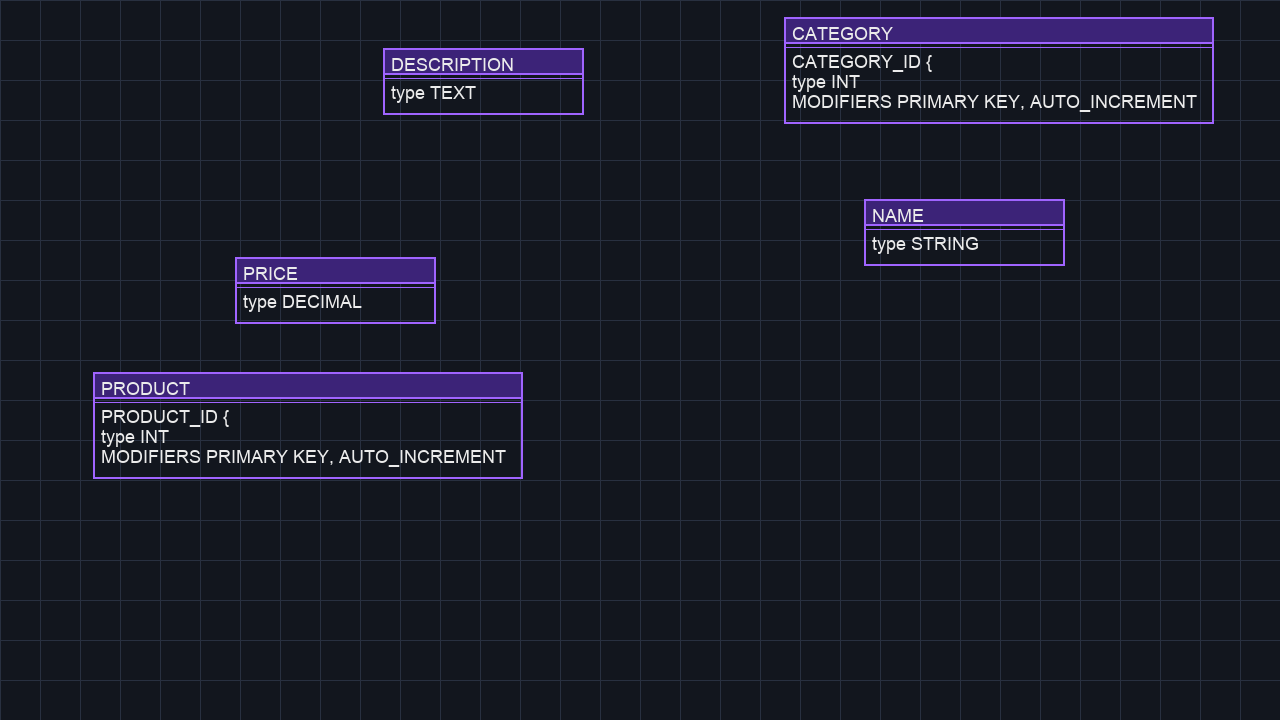 CATEGORY
CATEGORY_ID {
type INT
MODIFIERS PRIMARY KEY, AUTO_INCREMENT
DESCRIPTION
type TEXT
NAME
type STRING
PRICE
type DECIMAL
PRODUCT
PRODUCT_ID {
type INT
MODIFIERS PRIMARY KEY, AUTO_INCREMENT